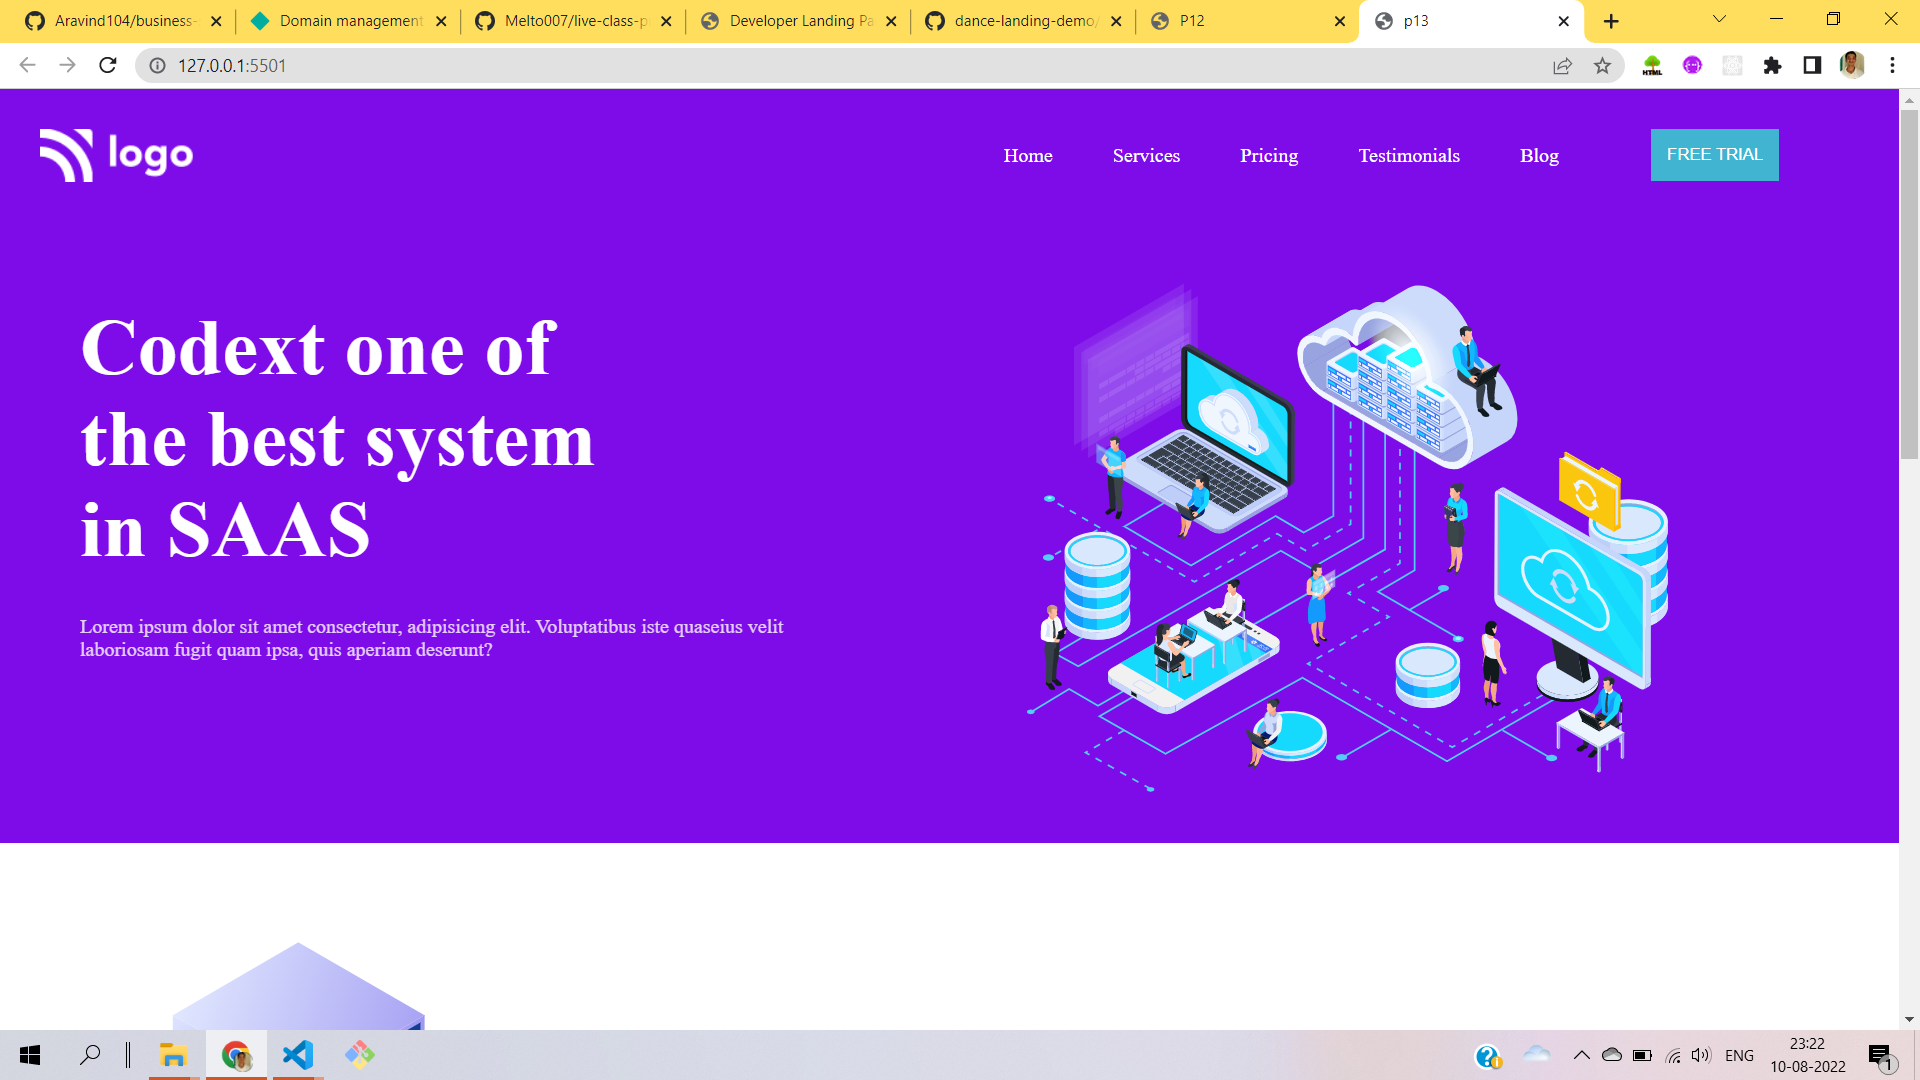 Aravind104/business-
Domain management
Melto007/live-class-p
Developer Landing Pa
dance-landing-demo/
P12
p13
127.0.0.1:5501
HTML
logo
Home
Services
Pricing
Testimonials
Blog
FREE TRIAL
Codext one of
the best system
in SAAS
Lorem ipsum dolor sit amet consectetur, adipisicing elit. Voluptatibus iste quaseius velit
laboriosam fugit quam ipsa, quis aperiam deserunt?
ENG
23:22
10-08-2022
1